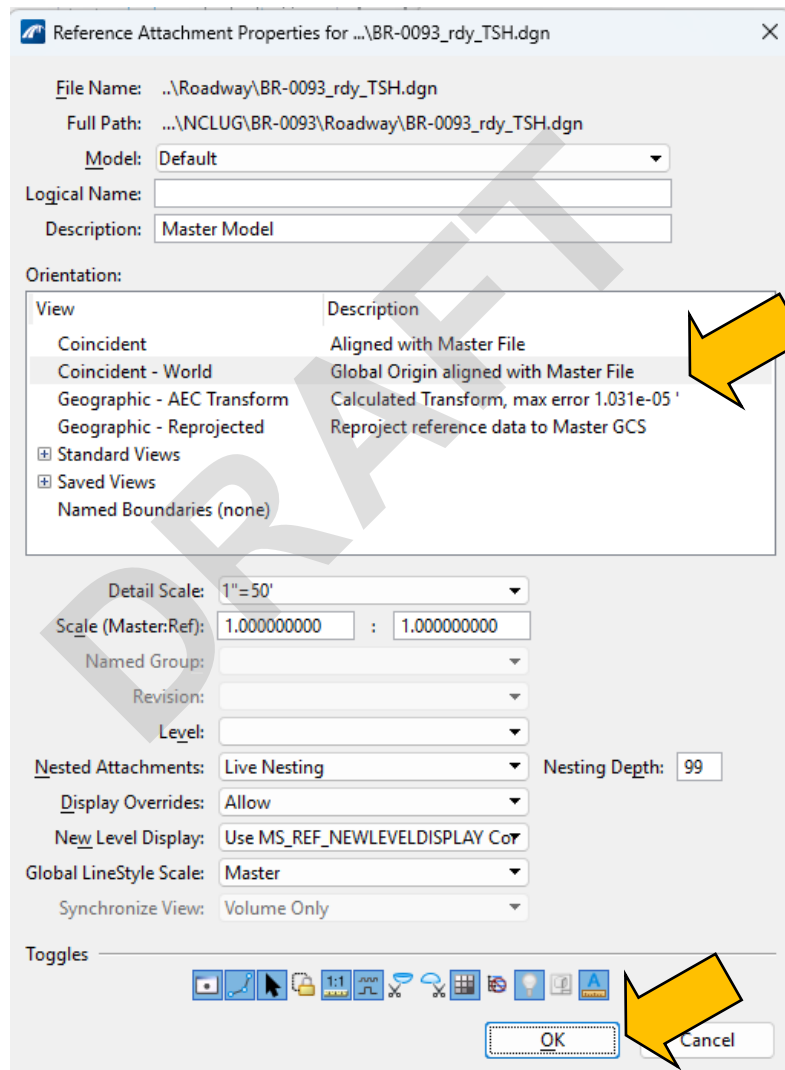 Reference Attachment Properties for ...\BR-0093_rdy_TSH.dgn
File Name: ..\Roadway\BR-0093_rdy_TSH.dgn
Full Path: ...\NCLUG\BR-0093\Roadway\BR-0093_rdy_TSH.dgn
Model: Default
Logical Name:
Description: Master Model
Orientation:
View Description
Coincident Aligned with Master File
Coincident - World Global Origin aligned with Master File
Geographic - AEC Transform Calculated Transform, max error 1.031e-05 '
Geographic - Reprojected Reproject reference data to Master GCS
Standard Views
Saved Views
Named Boundaries (none)
Detail Scale: 1"=50'
Scale (Master:Ref): 1.000000000 : 1.000000000
Named Group:
Revision:
Level:
Nested Attachments: Live Nesting Nesting Depth: 99
Display Overrides: Allow
New Level Display: Use MS_REF_NEWLEVELDISPLAY Co
Global LineStyle Scale: Master
Synchronize View: Volume Only
Toggles
1:1 A
OK Cancel
DRAFT